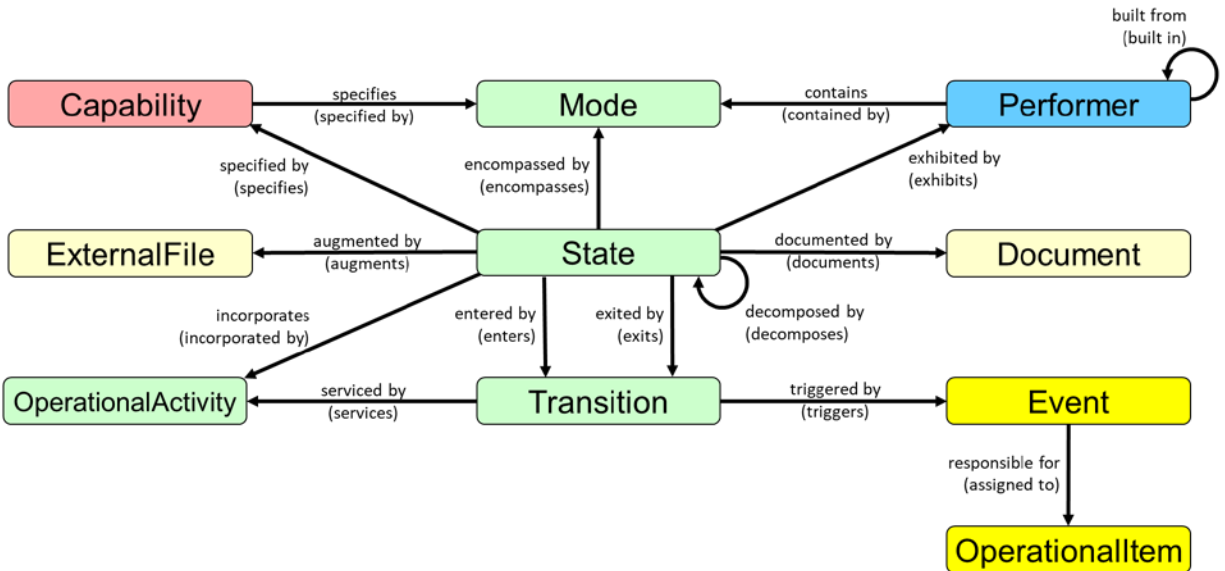 built from
(built in)
Capability
specifies
(specified by)
Mode
contains
(contained by)
Performer
specified by
(specifies)
encompassed by
(encompasses)
exhibited by
(exhibits)
ExternalFile
augmented by
(augments)
State
documented by
(documents)
Document
incorporates
(incorporated by)
entered by
(enters)
exited by
(exits)
decomposed by
(decomposes)
OperationalActivity
serviced by
(services)
Transition
triggered by
(triggers)
Event
responsible for
(assigned to)
OperationalItem